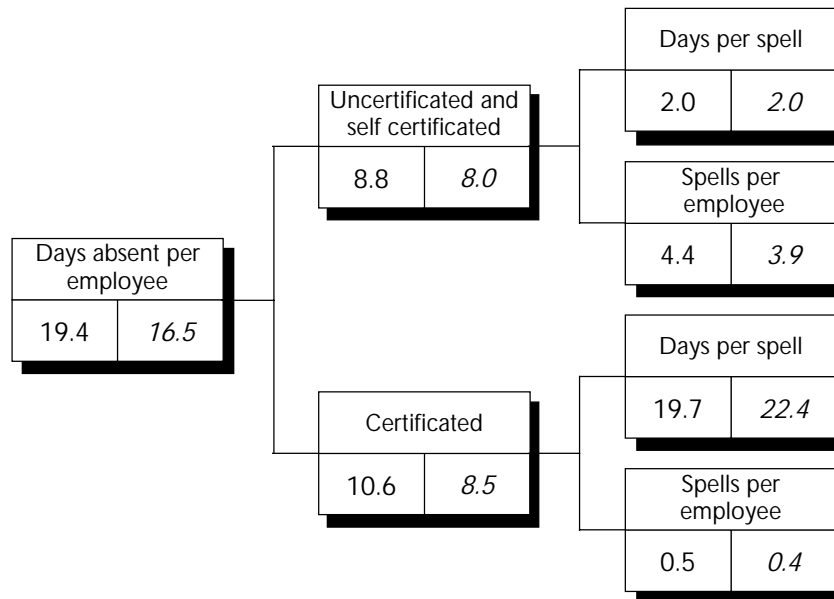 Days per spell
2.0 2.0
Uncertificated and
self certificated
8.8 8.0
Spells per
employee
4.4 3.9
Days absent per
employee
19.4 16.5
Days per spell
19.7 22.4
Certificated
10.6 8.5
Spells per
employee
0.5 0.4